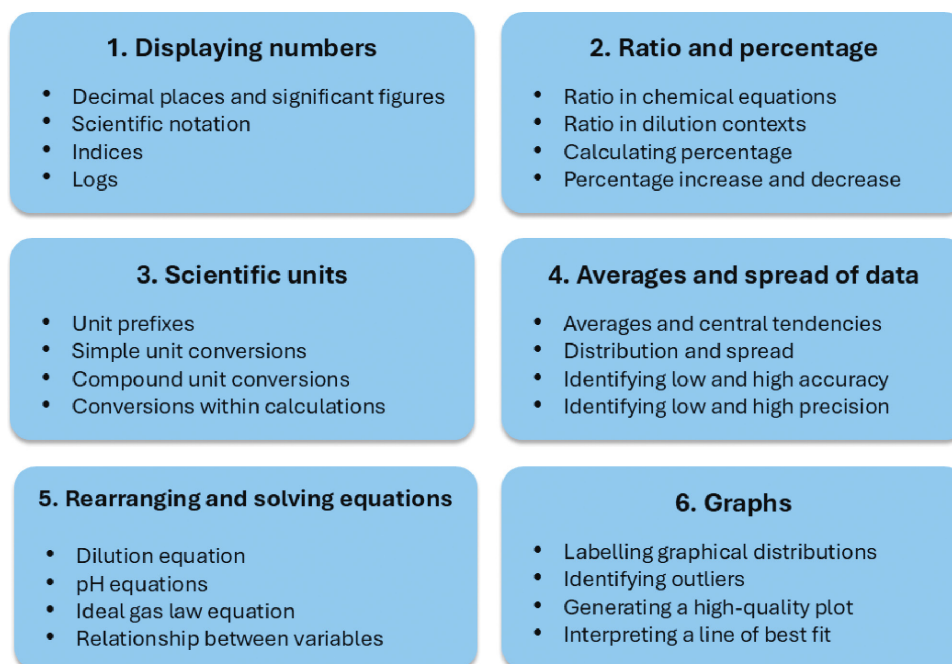 1. Displaying numbers
• Decimal places and significant figures
• Scientific notation
• Indices
• Logs
2. Ratio and percentage
• Ratio in chemical equations
• Ratio in dilution contexts
• Calculating percentage
• Percentage increase and decrease
3. Scientific units
• Unit prefixes
• Simple unit conversions
• Compound unit conversions
• Conversions within calculations
4. Averages and spread of data
• Averages and central tendencies
• Distribution and spread
• Identifying low and high accuracy
• Identifying low and high precision
5. Rearranging and solving equations
• Dilution equation
• pH equations
• Ideal gas law equation
• Relationship between variables
6. Graphs
• Labelling graphical distributions
• Identifying outliers
• Generating a high-quality plot
• Interpreting a line of best fit